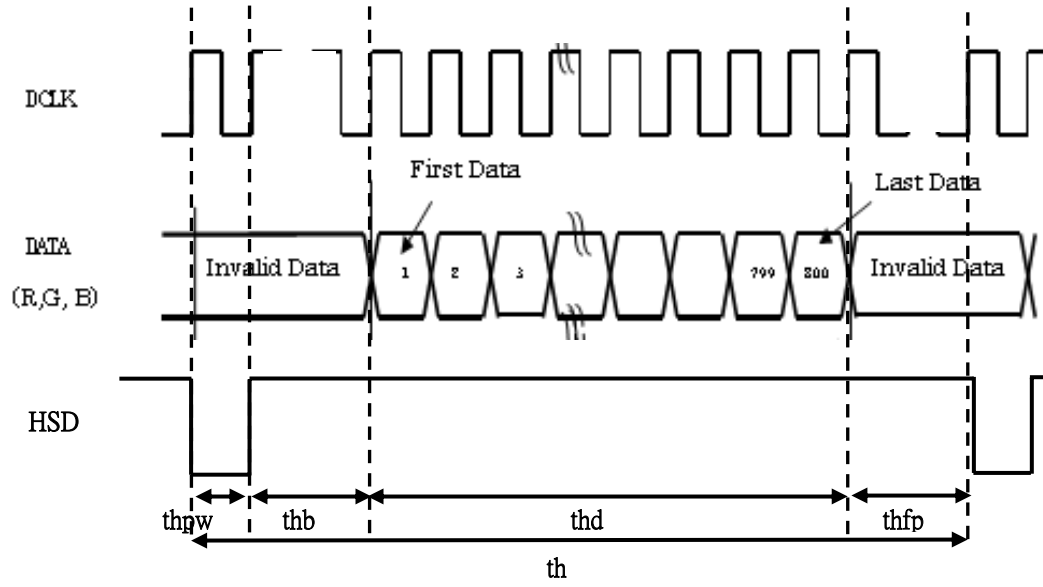 DCLK
First Data
Last Data
DATA
(R,G, B)
Invalid Data
1
2
3
799
800
Invalid Data
HSD
thpw
thb
thd
thfp
th